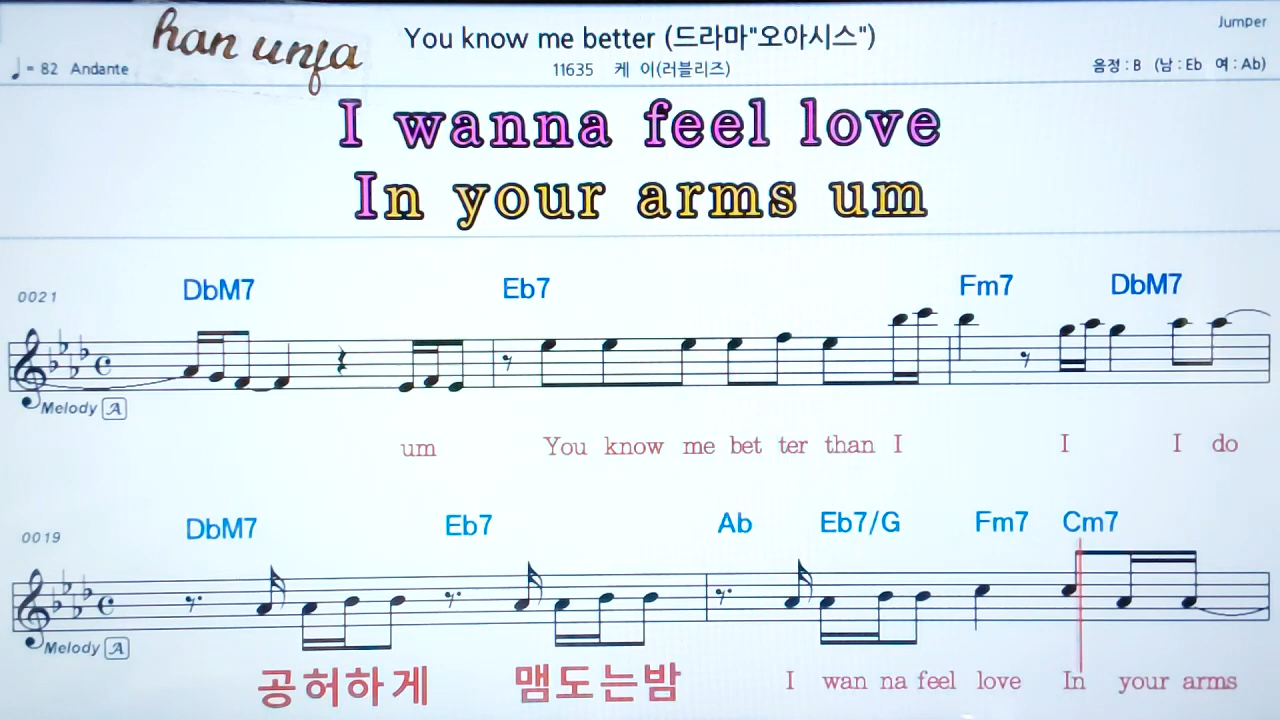 Jumper
han unja
You know me better (드라마"오아시스")
♩= 82 Andante
11635 케 이(러블리즈)
음정 : B (남 : Eb 여 : Ab)
I wanna feel love
In your arms um
0021 DbM7 Eb7 Fm7 DbM7
Melody A
um You know me bet ter than I I I do
0019 DbM7 Eb7 Ab Eb7/G Fm7 Cm7
Melody A
공허하게 맴도는밤 I wan na feel love In your arms